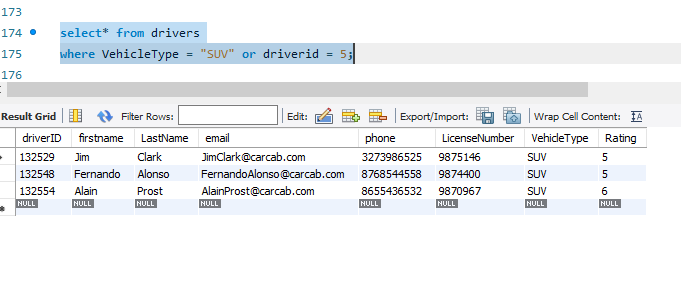 173
174 select* from drivers
175 where VehicleType = "SUV" or driverid = 5;
176
Result Grid Filter Rows: Edit: Export/Import: Wrap Cell Content: IA
driverID firstname LastName email phone LicenseNumber VehicleType Rating
132529 Jim Clark JimClark@carcab.com 3273986525 9875146 SUV 5
132548 Fernando Alonso FernandoAlonso@carcab.com 8768544558 9874400 SUV 5
132554 Alain Prost AlainProst@carcab.com 8655436532 9870967 SUV 6
* NULL NULL NULL NULL NULL NULL NULL NULL